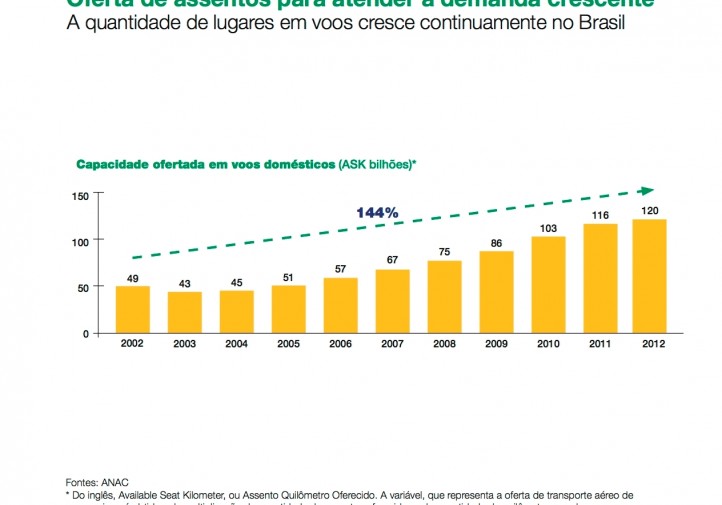 Oferta de assentos para atender a demanda crescente
A quantidade de lugares em voos cresce continuamente no Brasil
Capacidade ofertada em voos domésticos (ASK bilhões)*
150
100
50
0
144%
49
43
45
51
57
67
75
86
103
116
120
2002 2003 2004 2005 2006 2007 2008 2009 2010 2011 2012
Fontes: ANAC
* Do inglês, Available Seat Kilometer, ou Assento Quilômetro Oferecido. A variável, que representa a oferta de transporte aéreo de